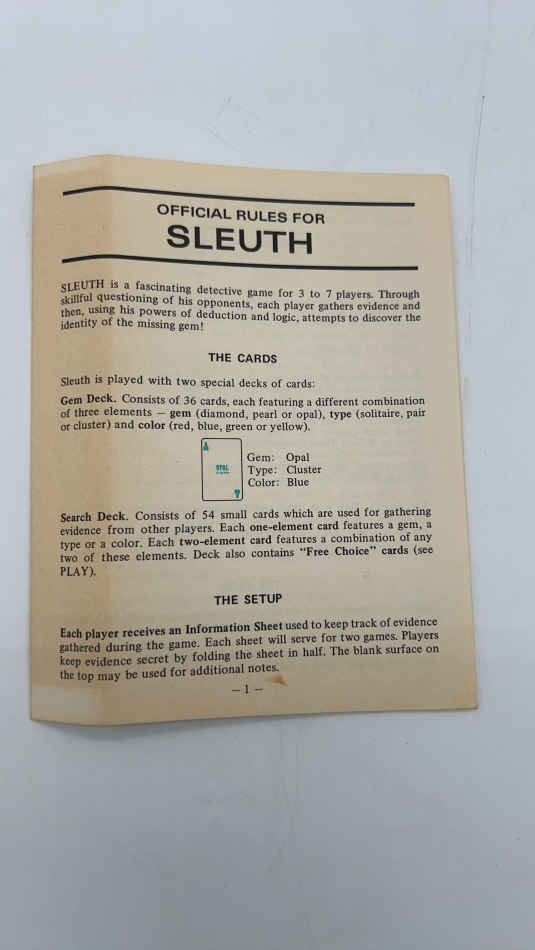 OFFICIAL RULES FOR
SLEUTH
SLEUTH is a fascinating detective game for 3 to 7 players. Through
skillful questioning of his opponents, each player gathers evidence and
then, using his powers of deduction and logic, attempts to discover the
identity of the missing gem!
THE CARDS
Sleuth is played with two special decks of cards:
Gem Deck. Consists of 36 cards, each featuring a different combination
of three elements — gem (diamond, pearl or opal), type (solitaire, pair
or cluster) and color (red, blue, green or yellow).
OPAL
Gem: Opal
Type: Cluster
Color: Blue
Search Deck. Consists of 54 small cards which are used for gathering
evidence from other players. Each one-element card features a gem, a
type or a color. Each two-element card features a combination of any
two of these elements. Deck also contains "Free Choice" cards (see
PLAY).
THE SETUP
Each player receives an Information Sheet used to keep track of evidence
gathered during the game. Each sheet will serve for two games. Players
keep evidence secret by folding the sheet in half. The blank surface on
the top may be used for additional notes.
— 1 —